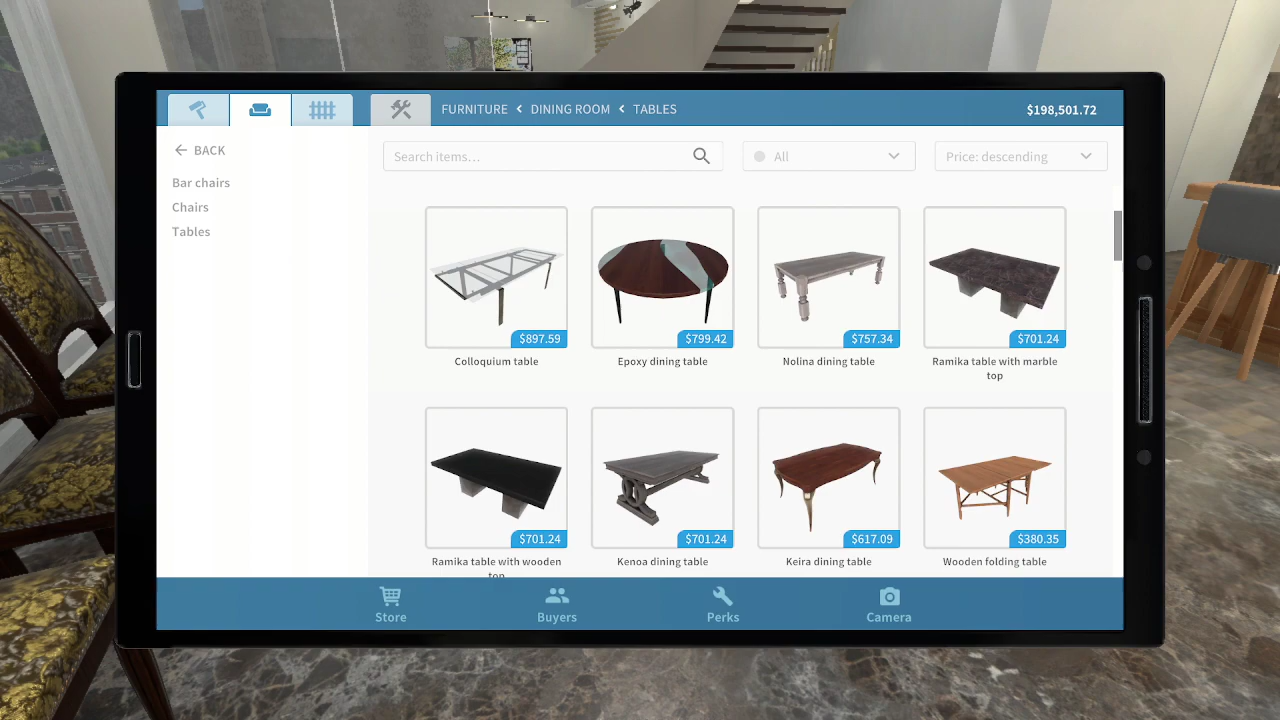 FURNITURE < DINING ROOM < TABLES
$198,501.72
BACK
Bar chairs
Chairs
Tables
Search items...
All
Price: descending
$897.59
$799.42
$757.34
$701.24
Colloquium table
Epoxy dining table
Nolina dining table
Ramika table with marble
top
$701.24
$701.24
$617.09
$380.35
Ramika table with wooden
top
Kenoa dining table
Keira dining table
Wooden folding table
Store
Buyers
Perks
Camera